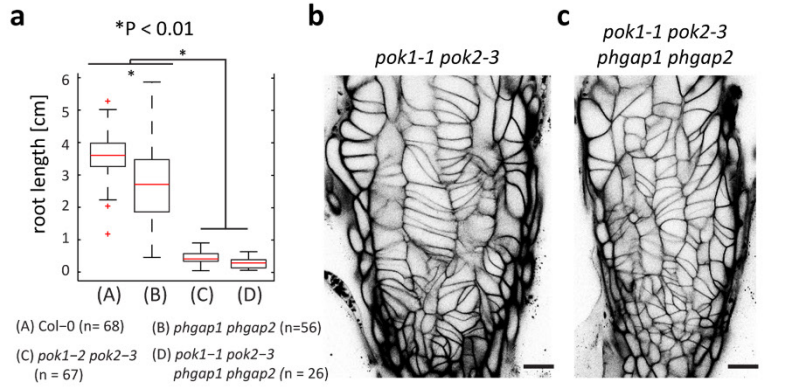 a
*P < 0.01
*
*
root length [cm]
6
5
4
3
2
1
0
(A) (B) (C) (D)
(A) Col–0 (n= 68) (B) phgap1 phgap2 (n=56)
(C) pok1–2 pok2–3 (D) pok1–1 pok2–3
(n = 67) phgap1 phgap2 (n = 26)
b
pok1-1 pok2-3
c
pok1-1 pok2-3
phgap1 phgap2